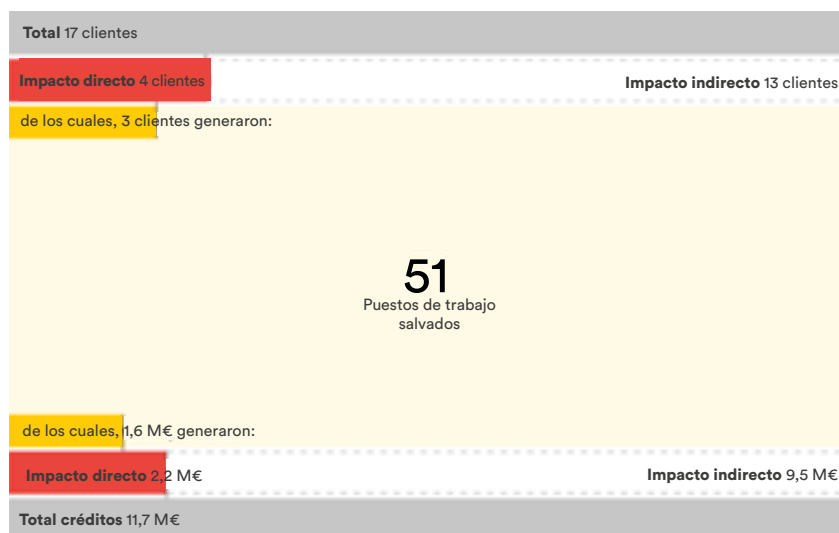 Total 17 clientes
Impacto directo 4 clientes
Impacto indirecto 13 clientes
de los cuales, 3 clientes generaron:
51
Puestos de trabajo
salvados
de los cuales, 1,6 M€ generaron:
Impacto directo 2,2 M€
Impacto indirecto 9,5 M€
Total créditos 11,7 M€